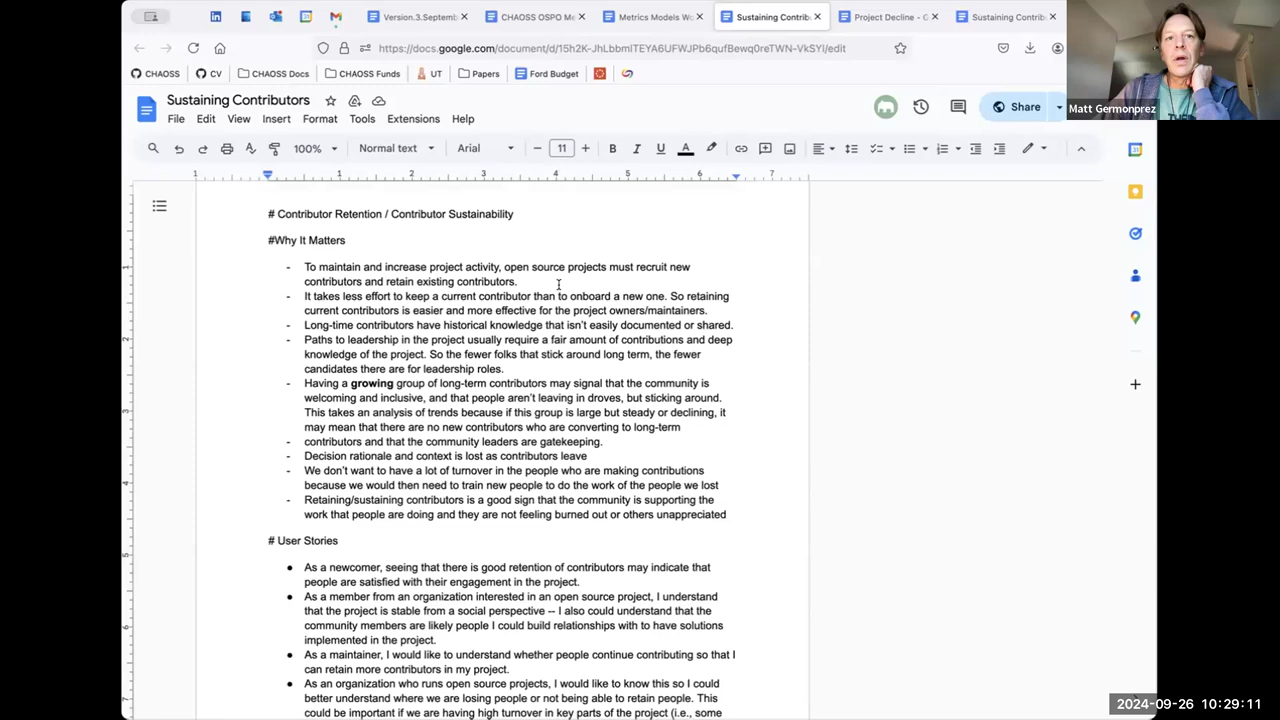 Version.3.Septemb
CHAOSS OSPO Me
Metrics Models Wo
Sustaining Contrib
Project Decline - G
Sustaining Contrib
https://docs.google.com/document/d/15h2K-JhLbbmITEYA6UFWJPb6qufBewq0reTWN-VkSYI/edit
CHAOSS
CV
CHAOSS Docs
CHAOSS Funds
UT
Papers
Ford Budget
Matt Germonprez
Sustaining Contributors
Share
File Edit View Insert Format Tools Extensions Help
100% Normal text Arial 11 B I U A
1 1 2 3 4 5 6 7
# Contributor Retention / Contributor Sustainability
#Why It Matters
- To maintain and increase project activity, open source projects must recruit new
contributors and retain existing contributors.
- It takes less effort to keep a current contributor than to onboard a new one. So retaining
current contributors is easier and more effective for the project owners/maintainers.
- Long-time contributors have historical knowledge that isn't easily documented or shared.
- Paths to leadership in the project usually require a fair amount of contributions and deep
knowledge of the project. So the fewer folks that stick around long term, the fewer
candidates there are for leadership roles.
- Having a growing group of long-term contributors may signal that the community is
welcoming and inclusive, and that people aren't leaving in droves, but sticking around.
This takes an analysis of trends because if this group is large but steady or declining, it
may mean that there are no new contributors who are converting to long-term
- contributors and that the community leaders are gatekeeping.
- Decision rationale and context is lost as contributors leave
- We don't want to have a lot of turnover in the people who are making contributions
because we would then need to train new people to do the work of the people we lost
- Retaining/sustaining contributors is a good sign that the community is supporting the
work that people are doing and they are not feeling burned out or others unappreciated
# User Stories
● As a newcomer, seeing that there is good retention of contributors may indicate that
people are satisfied with their engagement in the project.
● As a member from an organization interested in an open source project, I understand
that the project is stable from a social perspective -- I also could understand that the
community members are likely people I could build relationships with to have solutions
implemented in the project.
● As a maintainer, I would like to understand whether people continue contributing so that I
can retain more contributors in my project.
● As an organization who runs open source projects, I would like to know this so I could
better understand where we are losing people or not being able to retain people. This
could be important if we are having high turnover in key parts of the project (i.e., some
2024-09-26 10:29:11